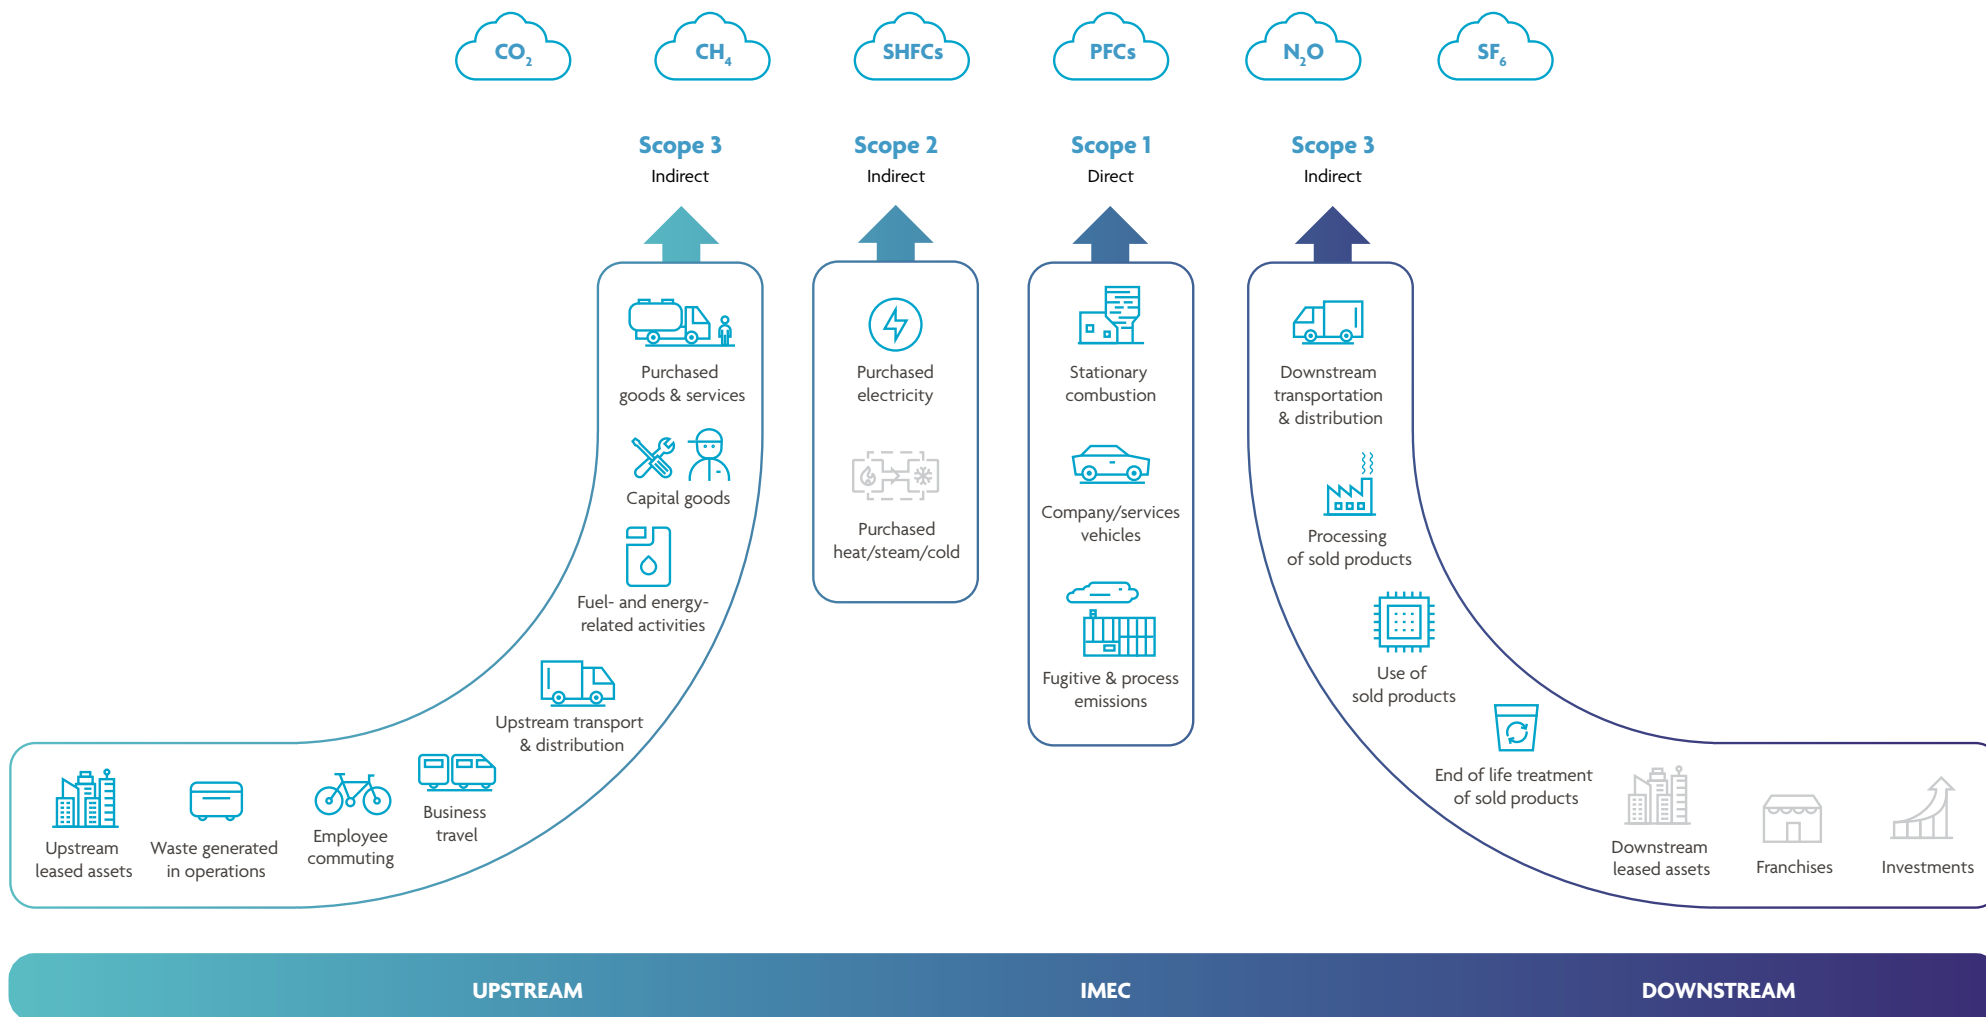 CO₂
CH₄
SHFCs
PFCs
N₂O
SF₆
Scope 3
Indirect
Purchased
goods & services
Capital goods
Fuel- and energy-
related activities
Upstream transport
& distribution
Business
travel
Employee
commuting
Waste generated
in operations
Upstream
leased assets
Scope 2
Indirect
Purchased
electricity
Purchased
heat/steam/cold
Scope 1
Direct
Stationary
combustion
Company/services
vehicles
Fugitive & process
emissions
Scope 3
Indirect
Downstream
transportation
& distribution
Processing
of sold products
Use of
sold products
End of life treatment
of sold products
Downstream
leased assets
Franchises
Investments
UPSTREAM
IMEC
DOWNSTREAM